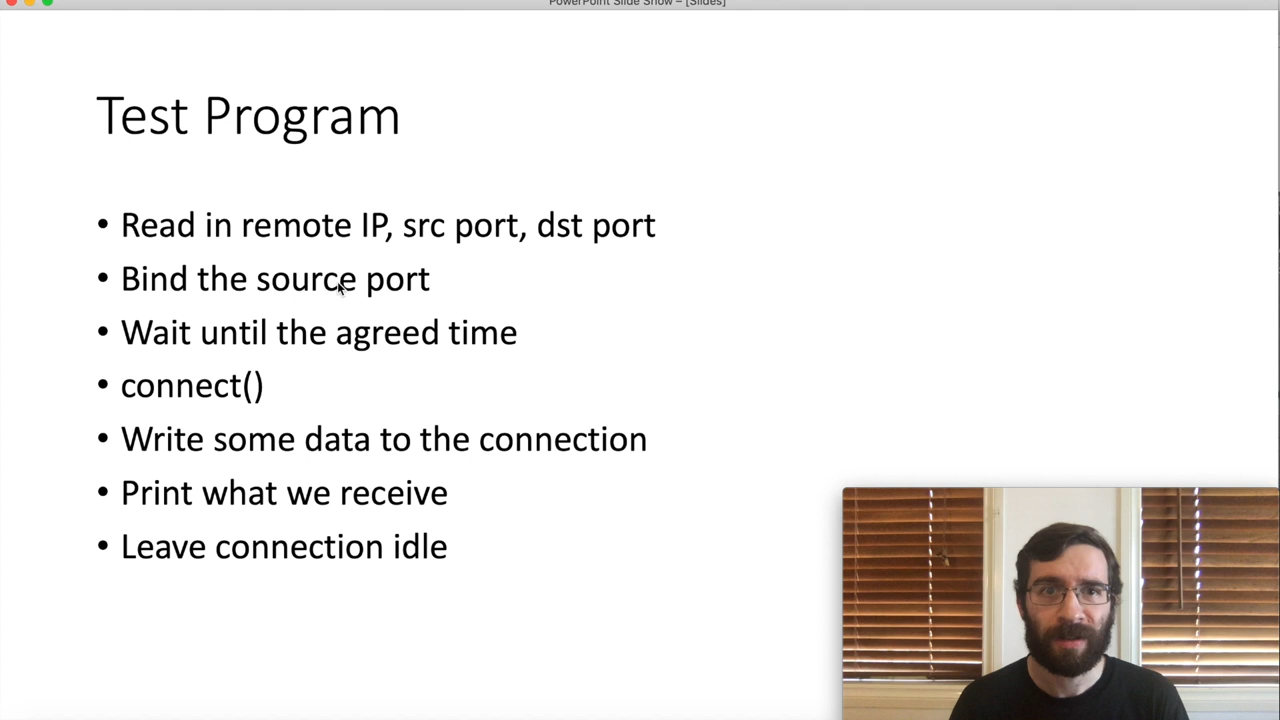 PowerPoint Slide Show – [Slides]
Test Program
• Read in remote IP, src port, dst port
• Bind the source port
• Wait until the agreed time
• connect()
• Write some data to the connection
• Print what we receive
• Leave connection idle